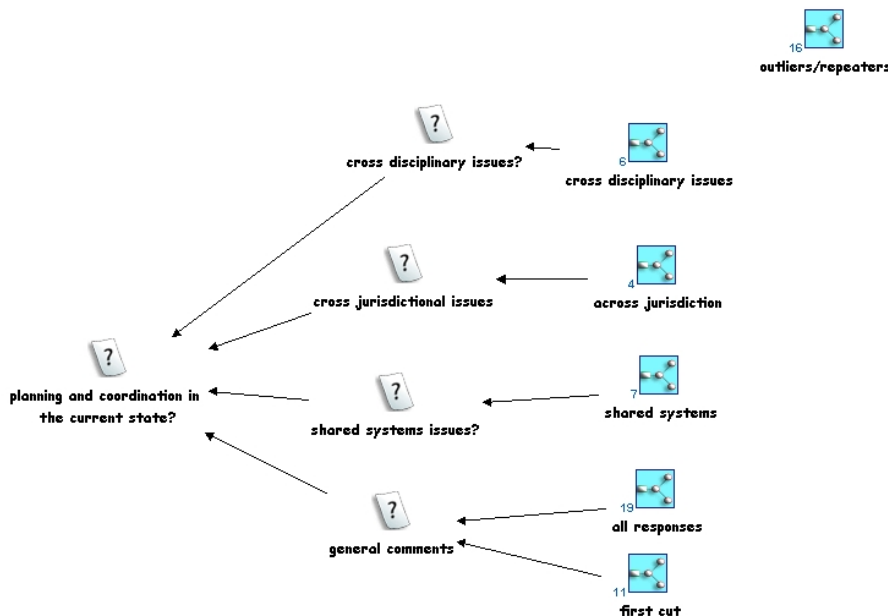 16
outliers/repeaters
?
cross disciplinary issues?
6
cross disciplinary issues
?
cross jurisdictional issues
4
across jurisdiction
?
planning and coordination in
the current state?
?
shared systems issues?
7
shared systems
?
general comments
19
all responses
11
first cut